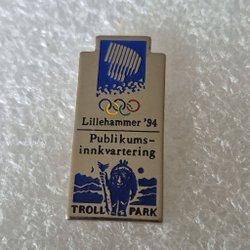 Lillehammer '94
Publikums-
innkvartering
TROLL PARK